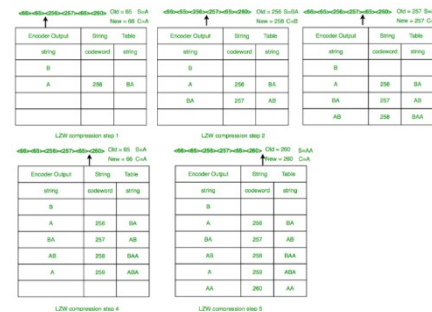 <66><65><256><257><65><260> Old = 65 S=A
New = 66 C=A
Encoder Output String Table
string codeword string
B
A 256 BA
LZW compression step 1
<66><65><256><257><65><260> Old = 256 S=BA
New = 256 C=B
Encoder Output String Table
string codeword string
B
A 256 BA
BA 257 AB
LZW compression step 2
<66><65><256><257><65><260> Old = 257 S=
New = 257 C=
Encoder Output String Table
string codeword string
B
A 256 BA
BA 257 AB
AB 258 BAA
<66><65><256><257><65><260> Old = 65 S=A
New = 66 C=A
Encoder Output String Table
string codeword string
B
A 256 BA
BA 257 AB
AB 258 BAA
A 259 ABA
LZW compression step 4
<66><65><256><257><65><260> Old = 260 S=AA
New = 260 C=A
Encoder Output String Table
string codeword string
B
A 256 BA
BA 257 AB
AB 258 BAA
A 259 ABA
AA 260 AA
LZW compression step 5